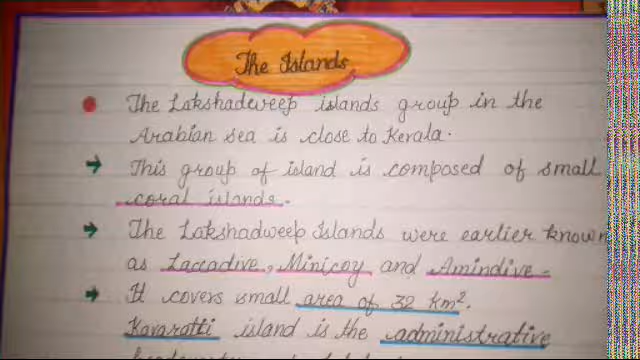 The Islands
The Lakshadweep islands group in the
Arabian sea is close to Kerala.
This group of island is composed of small
coral islands.
The Lakshadweep Islands were earlier known
as Laccadive, Minicoy and Amindive.
It covers small area of 32 km².
Kavaratti island is the administrative